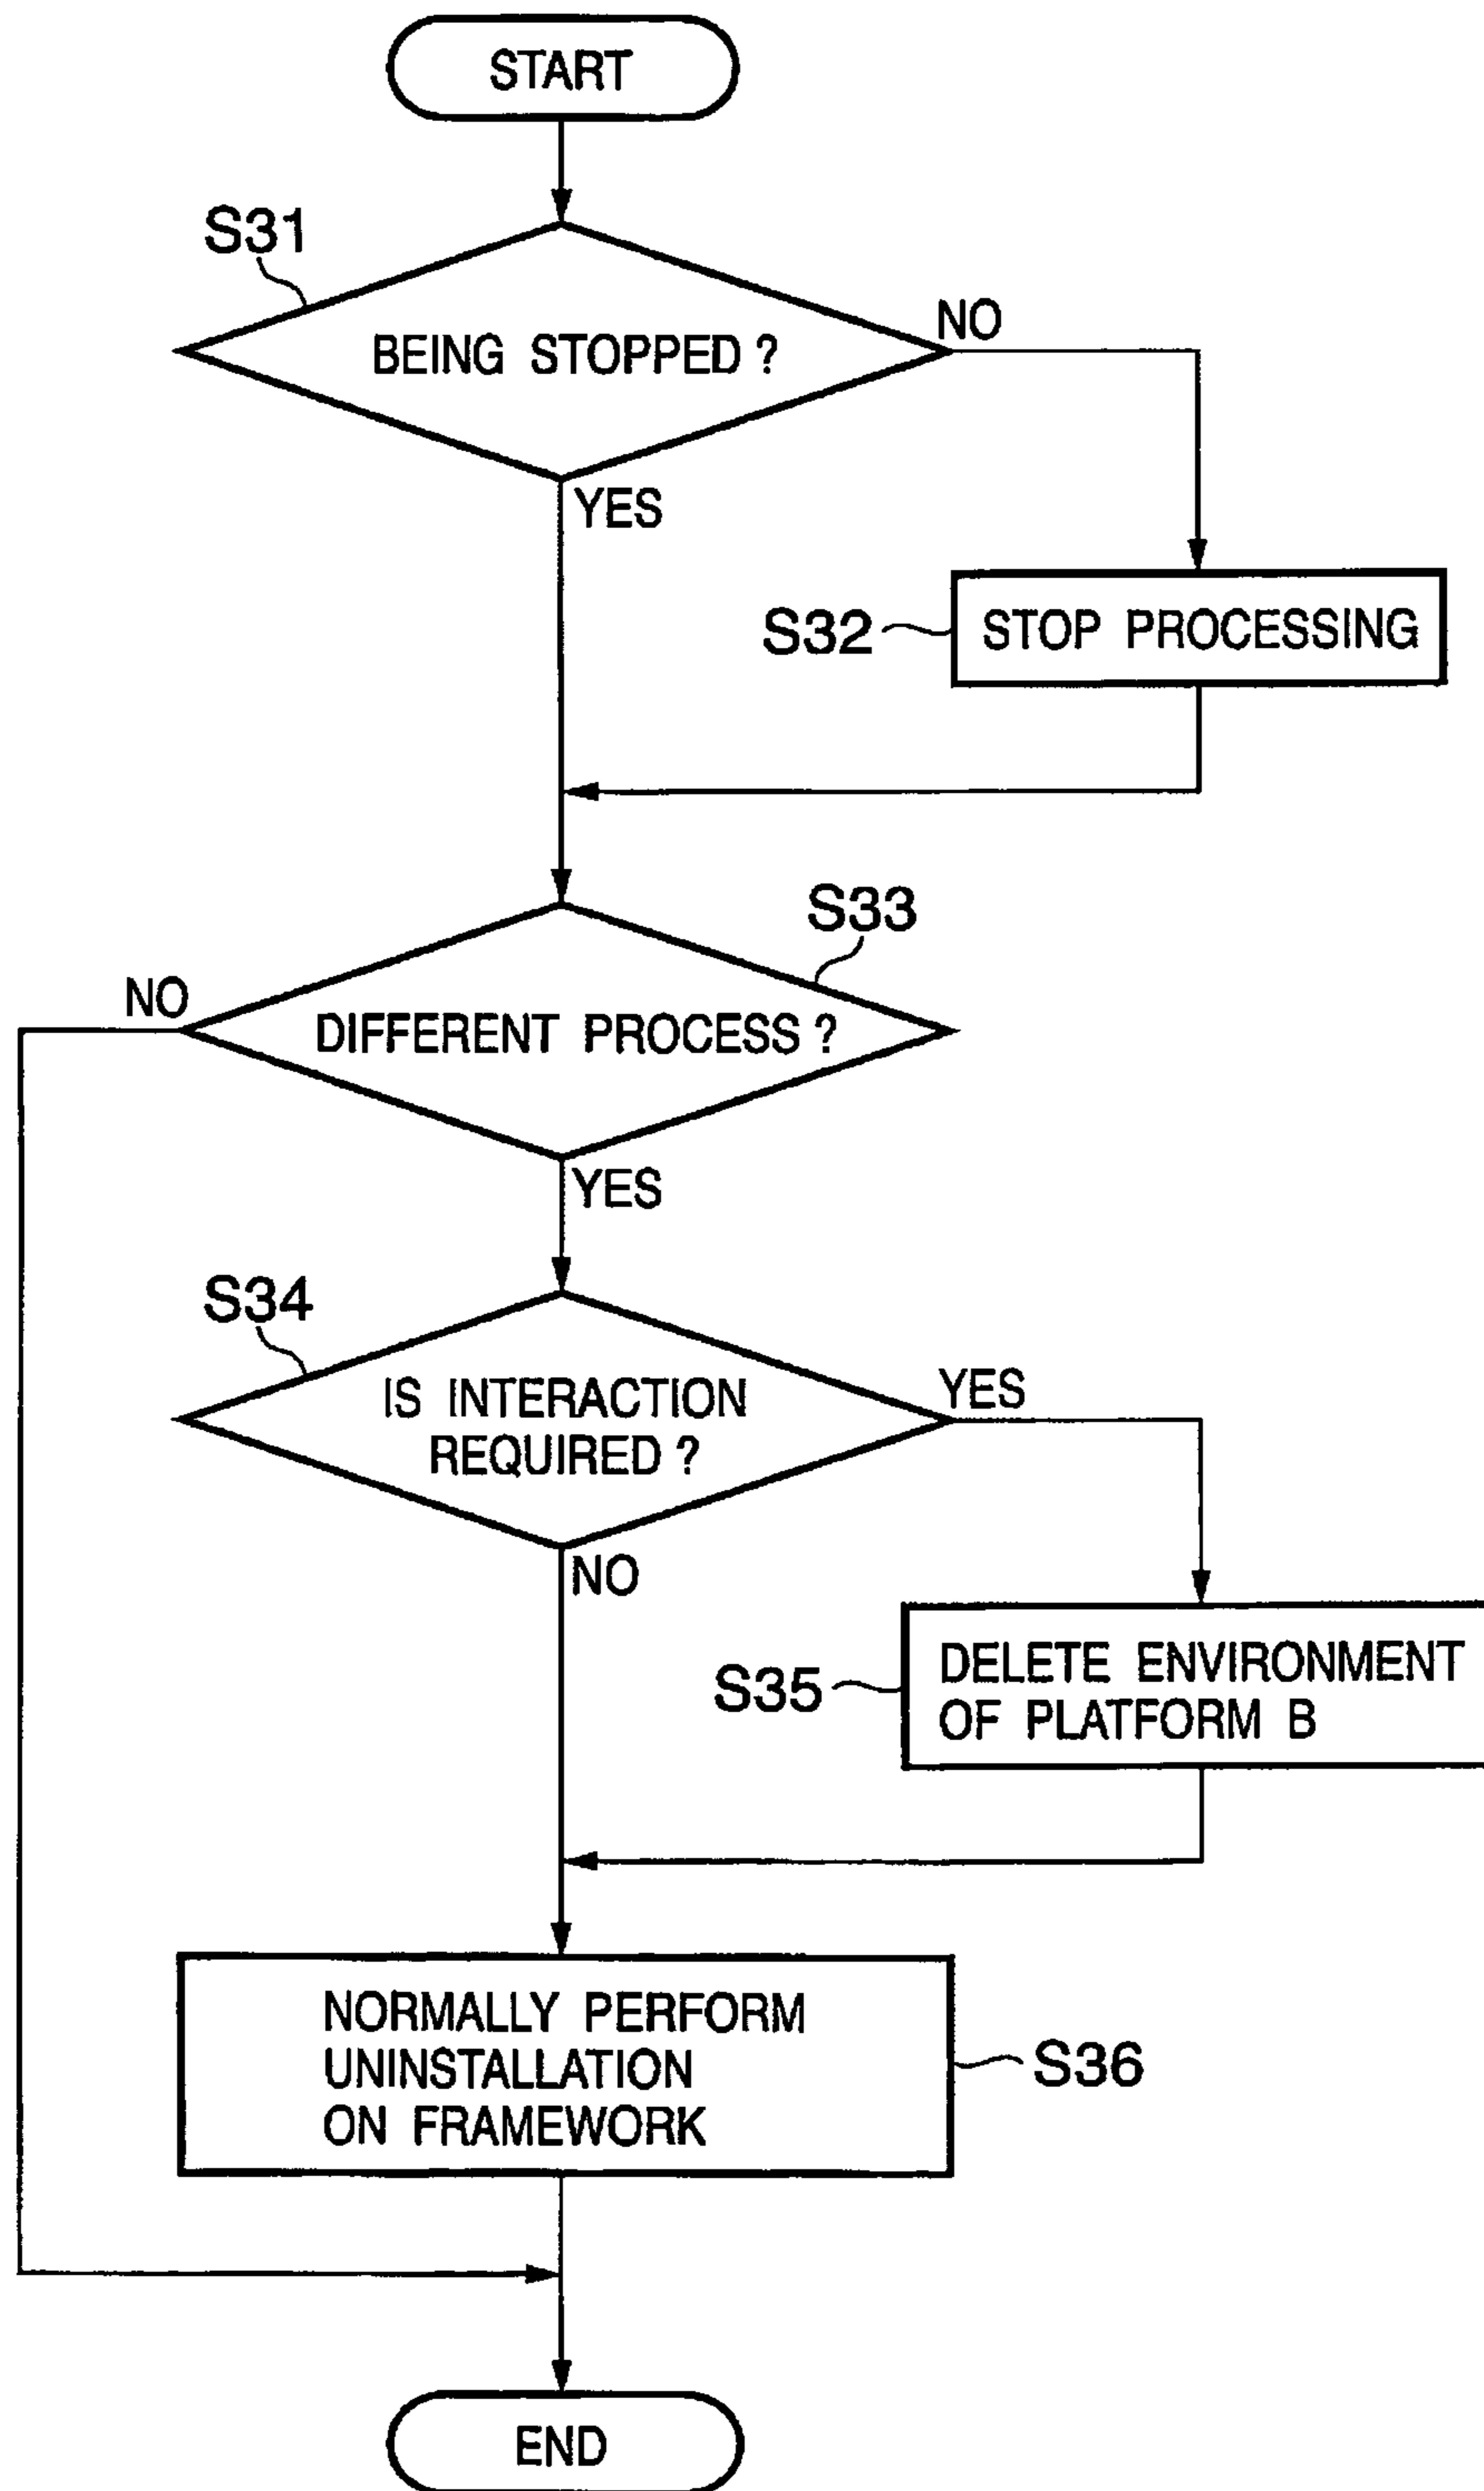 START
S31
BEING STOPPED ?
NO
YES
S32
STOP PROCESSING
S33
NO
DIFFERENT PROCESS ?
YES
S34
IS INTERACTION
REQUIRED ?
YES
NO
S35
DELETE ENVIRONMENT
OF PLATFORM B
NORMALLY PERFORM
UNINSTALLATION
ON FRAMEWORK
S36
END